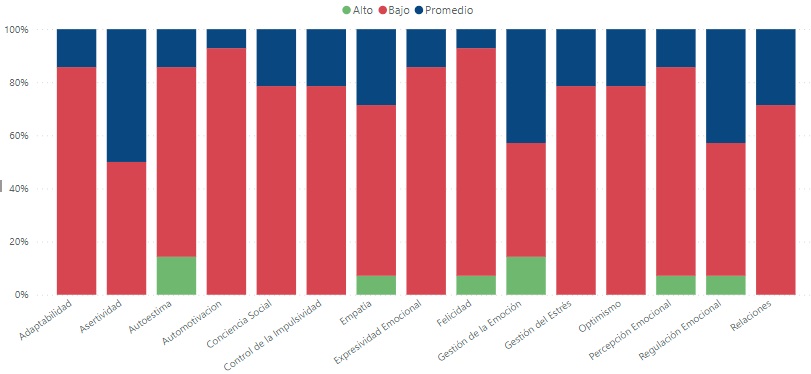 Alto Bajo Promedio
100%
80%
60%
40%
20%
0%
Adaptabilidad
Asertividad
Autoestima
Automotivacion
Conciencia Social
Control de la Impulsividad
Empatia
Expresividad Emocional
Felicidad
Gestión de la Emoción
Gestión del Estrés
Optimismo
Percepción Emocional
Regulación Emocional
Relaciones